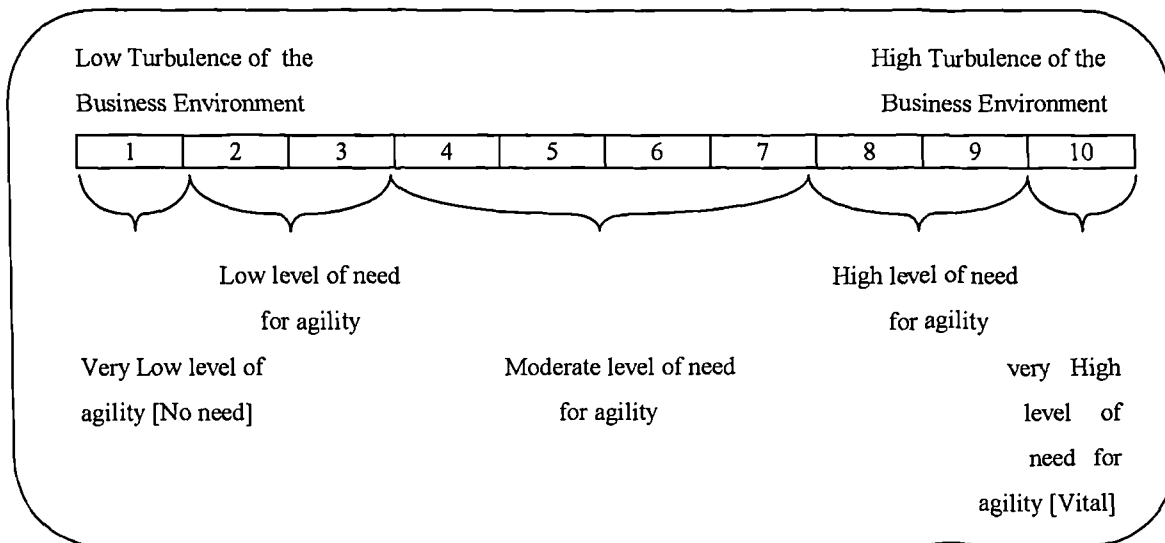 Low Turbulence of the
Business Environment
High Turbulence of the
Business Environment
1 2 3 4 5 6 7 8 9 10
Low level of need
for agility
High level of need
for agility
Very Low level of
agility [No need]
Moderate level of need
for agility
very High
level of
need for
agility [Vital]